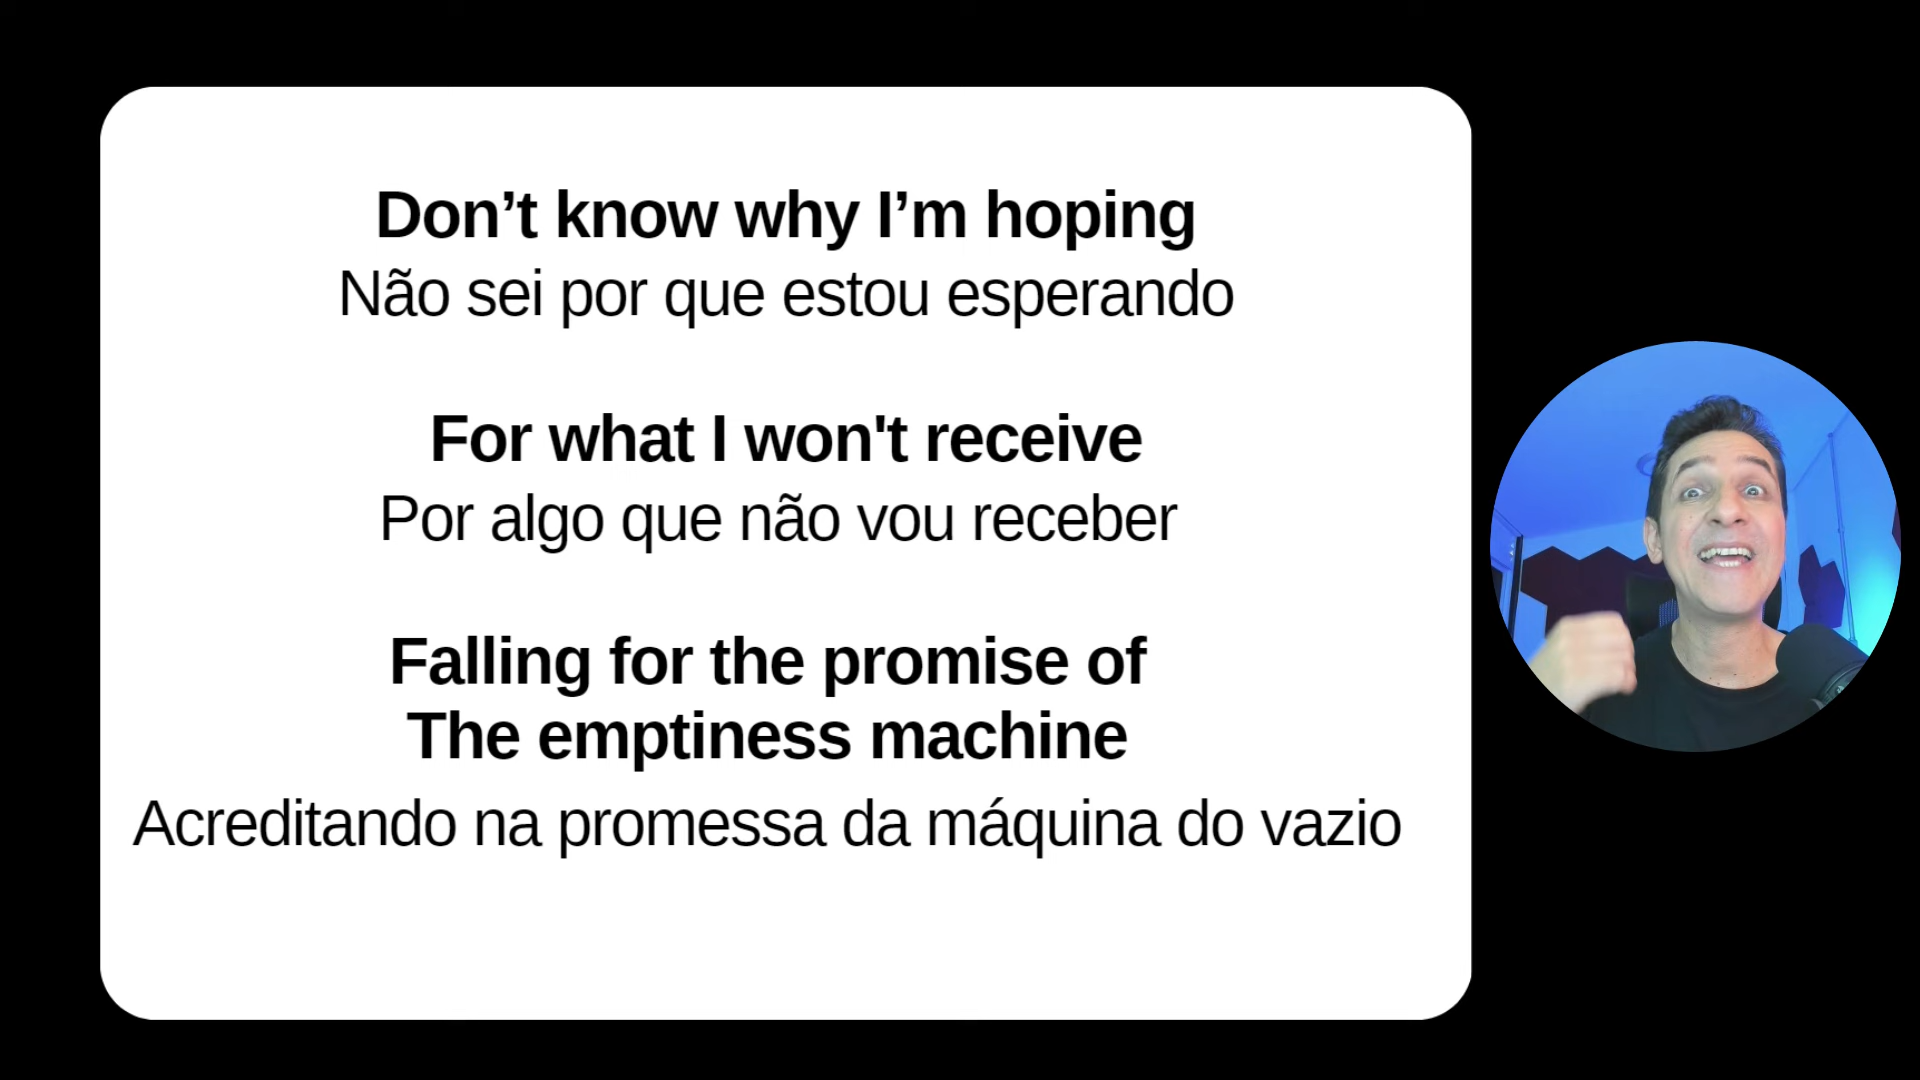 Don’t know why I’m hoping
Não sei por que estou esperando
For what I won't receive
Por algo que não vou receber
Falling for the promise of
The emptiness machine
Acreditando na promessa da máquina do vazio